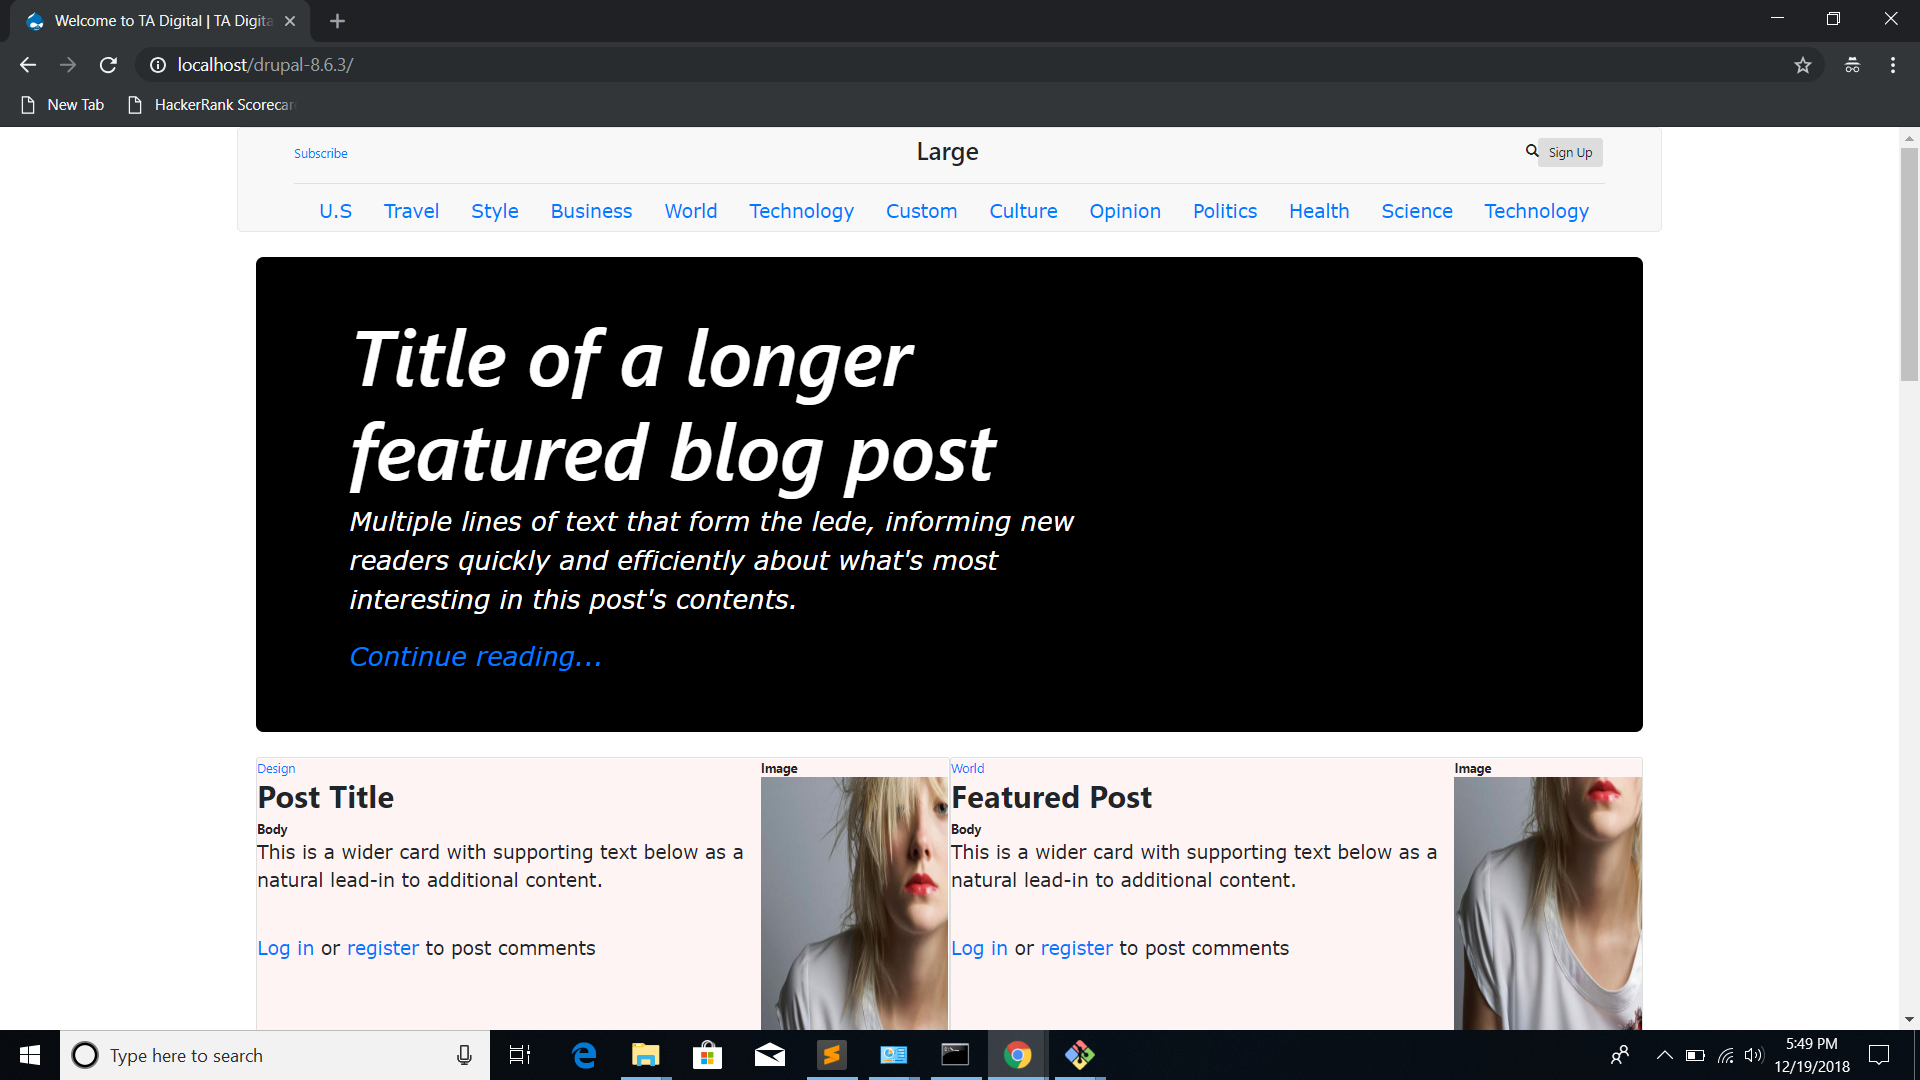 Welcome to TA Digital | TA Digita
localhost/drupal-8.6.3/
New Tab
HackerRank Scorecar
Subscribe
Large
Sign Up
U.S Travel Style Business World Technology Custom Culture Opinion Politics Health Science Technology
Title of a longer
featured blog post
Multiple lines of text that form the lede, informing new
readers quickly and efficiently about what's most
interesting in this post's contents.
Continue reading...
Design
Post Title
Body
This is a wider card with supporting text below as a
natural lead-in to additional content.
Log in or register to post comments
Image
World
Featured Post
Body
This is a wider card with supporting text below as a
natural lead-in to additional content.
Log in or register to post comments
Image
Type here to search
5:49 PM
12/19/2018